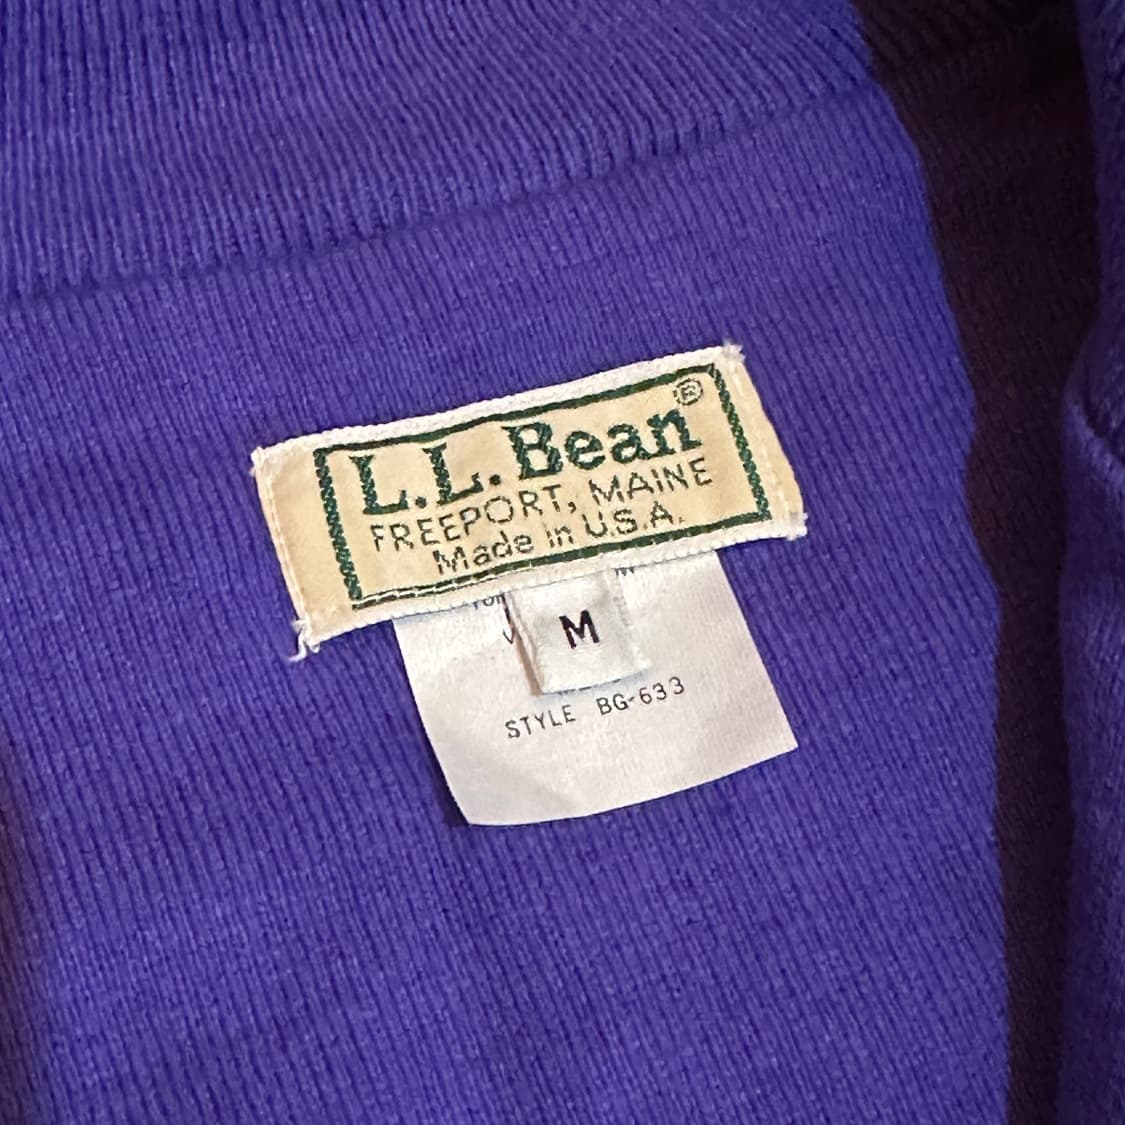 L.L.Bean®
FREEPORT, MAINE
Made in U.S.A.
M
STYLE BG-633